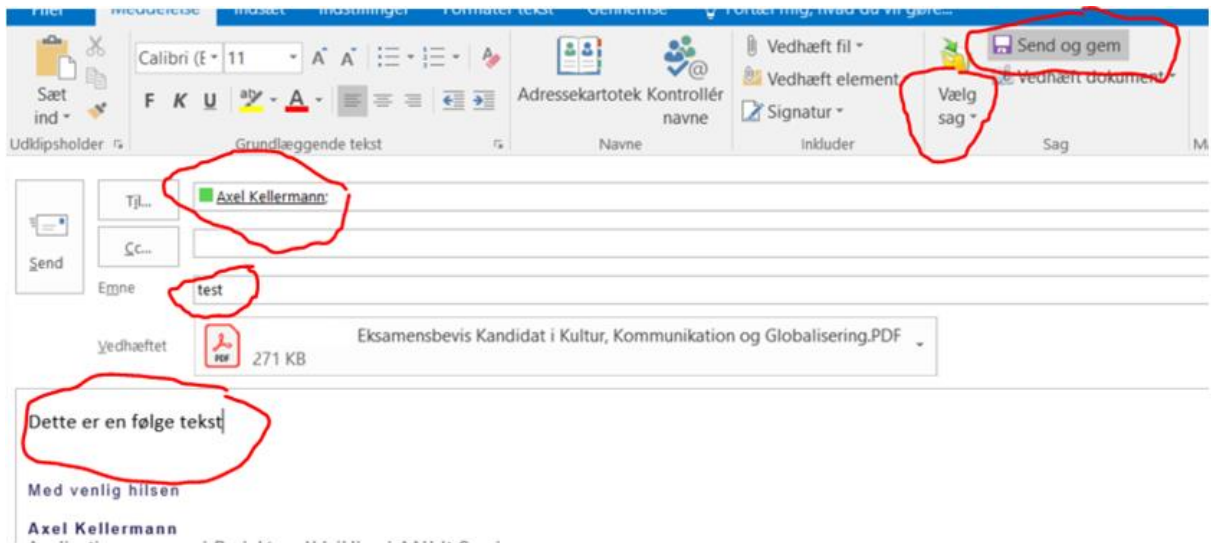 Filer Meddelelse Indsæt Indstillinger Formater tekst Gennemse Fortæl mig, hvad du vil gøre...
Calibri (E 11 A A Vedhæft fil Send og gem
Vedhæft element Vedhæft dokument
Sæt ind F K U A Adressekartotek Kontrollér navne Signatur Vælg sag
Udklipsholder Grundlæggende tekst Navne Inkluder Sag
Til... Axel Kellermann;
Cc...
Send
Emne test
Vedhæftet Eksamensbevis Kandidat i Kultur, Kommunikation og Globalisering.PDF
PDF 271 KB
Dette er en følge tekst
Med venlig hilsen
Axel Kellermann